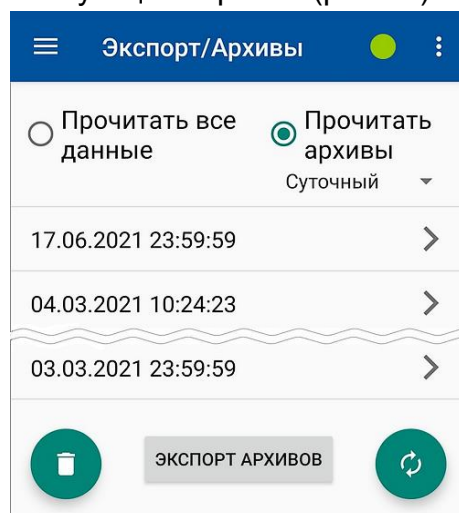 Экспорт/Архивы
Прочитать все
данные
Прочитать
архивы
Суточный
17.06.2021 23:59:59
04.03.2021 10:24:23
03.03.2021 23:59:59
ЭКСПОРТ АРХИВОВ